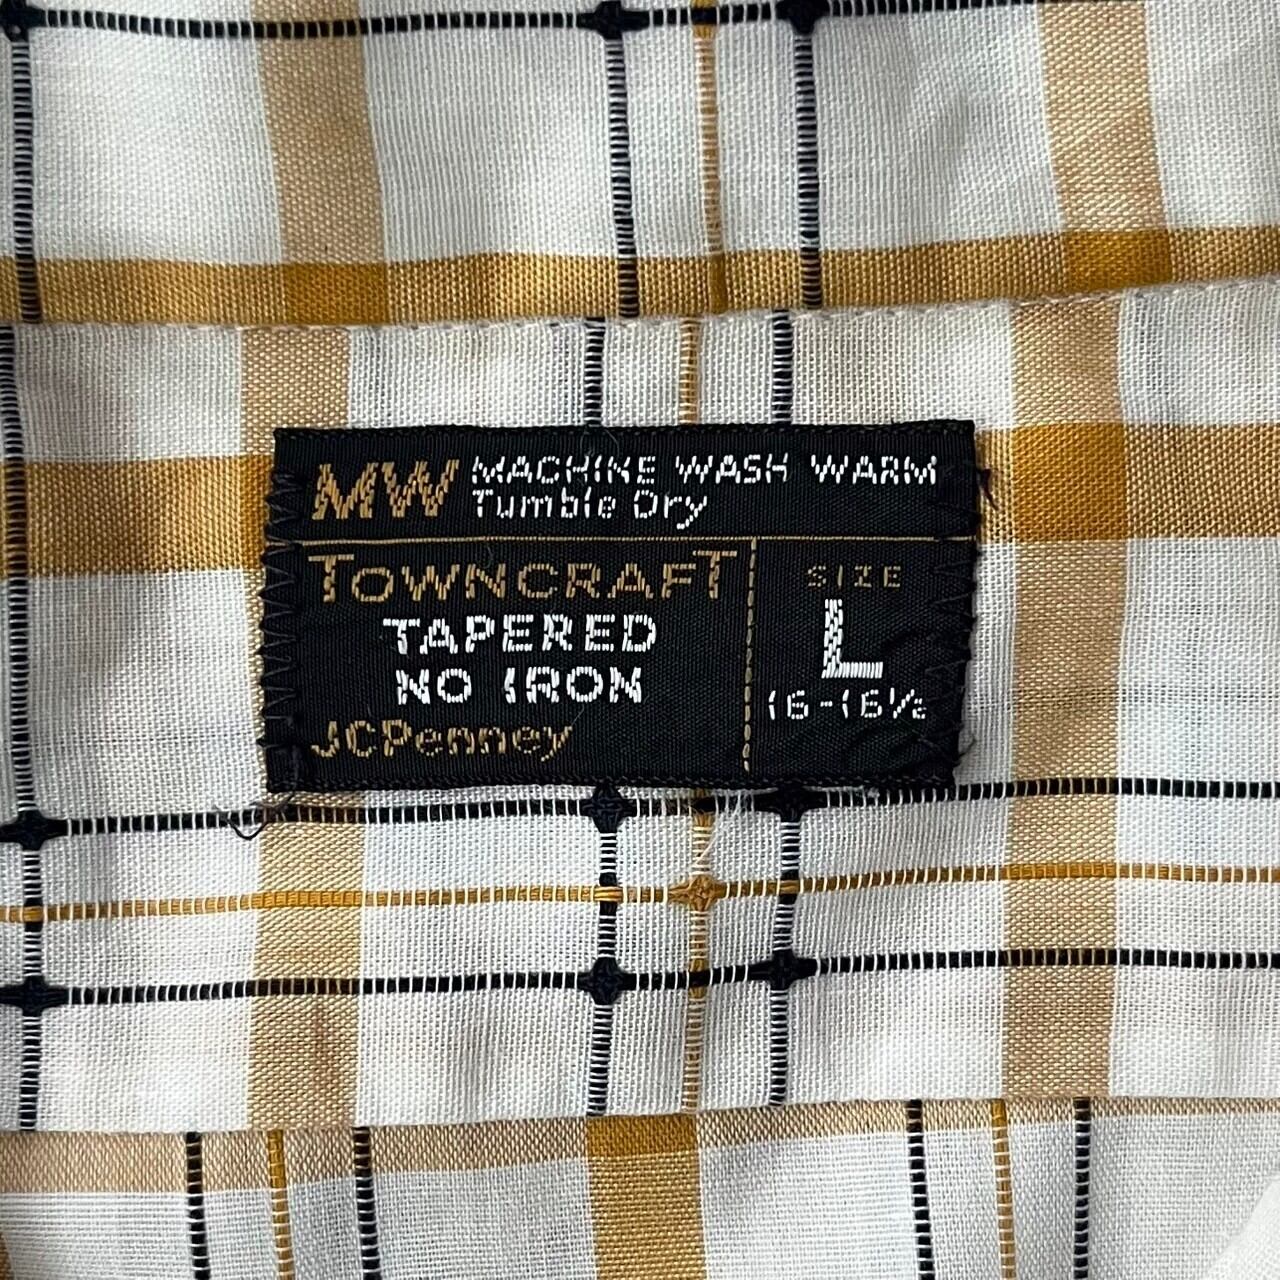 MW MACHINE WASH WARM
Tumble Dry
TOWNCRAFT
TAPERED
NO IRON
JCPenney
SIZE
L
16-16½